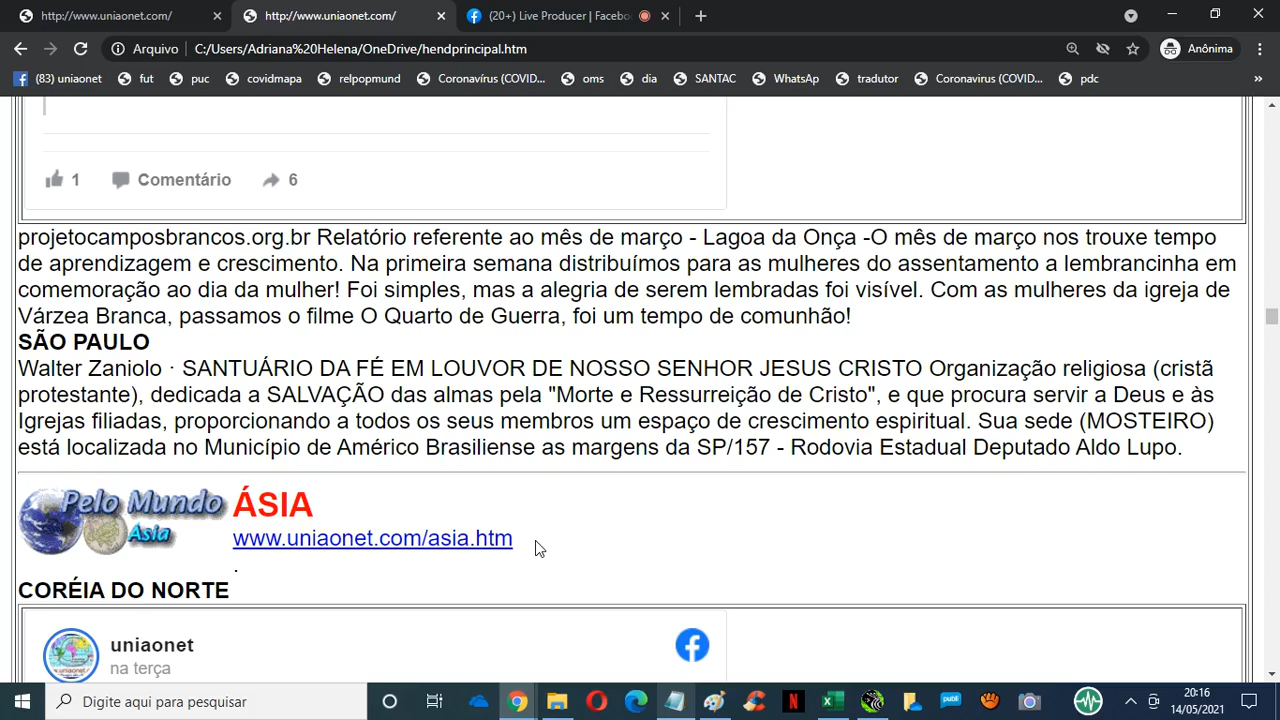 http://www.uniaonet.com/
http://www.uniaonet.com/
(20+) Live Producer | Facebo
Arquivo
C:/Users/Adriana%20Helena/OneDrive/hendprincipal.htm
Anônima
(83) uniaonet
fut
puc
covidmapa
relpopmund
Coronavírus (COVID...
oms
dia
SANTAC
WhatsApp
tradutor
Coronavirus (COVID...
pdc
»
1
Comentário
6
projetocamposbrancos.org.br Relatório referente ao mês de março - Lagoa da Onça -O mês de março nos trouxe tempo
de aprendizagem e crescimento. Na primeira semana distribuímos para as mulheres do assentamento a lembrancinha em
comemoração ao dia da mulher! Foi simples, mas a alegria de serem lembradas foi visível. Com as mulheres da igreja de
Várzea Branca, passamos o filme O Quarto de Guerra, foi um tempo de comunhão!
SÃO PAULO
Walter Zaniolo · SANTUÁRIO DA FÉ EM LOUVOR DE NOSSO SENHOR JESUS CRISTO Organização religiosa (cristã
protestante), dedicada a SALVAÇÃO das almas pela "Morte e Ressurreição de Cristo", e que procura servir a Deus e às
Igrejas filiadas, proporcionando a todos os seus membros um espaço de crescimento espiritual. Sua sede (MOSTEIRO)
está localizada no Município de Américo Brasiliense as margens da SP/157 - Rodovia Estadual Deputado Aldo Lupo.
Pelo Mundo
Ásia
ÁSIA
www.uniaonet.com/asia.htm
.
CORÉIA DO NORTE
uniaonet
na terça
Digite aqui para pesquisar
publi
20:16
14/05/2021